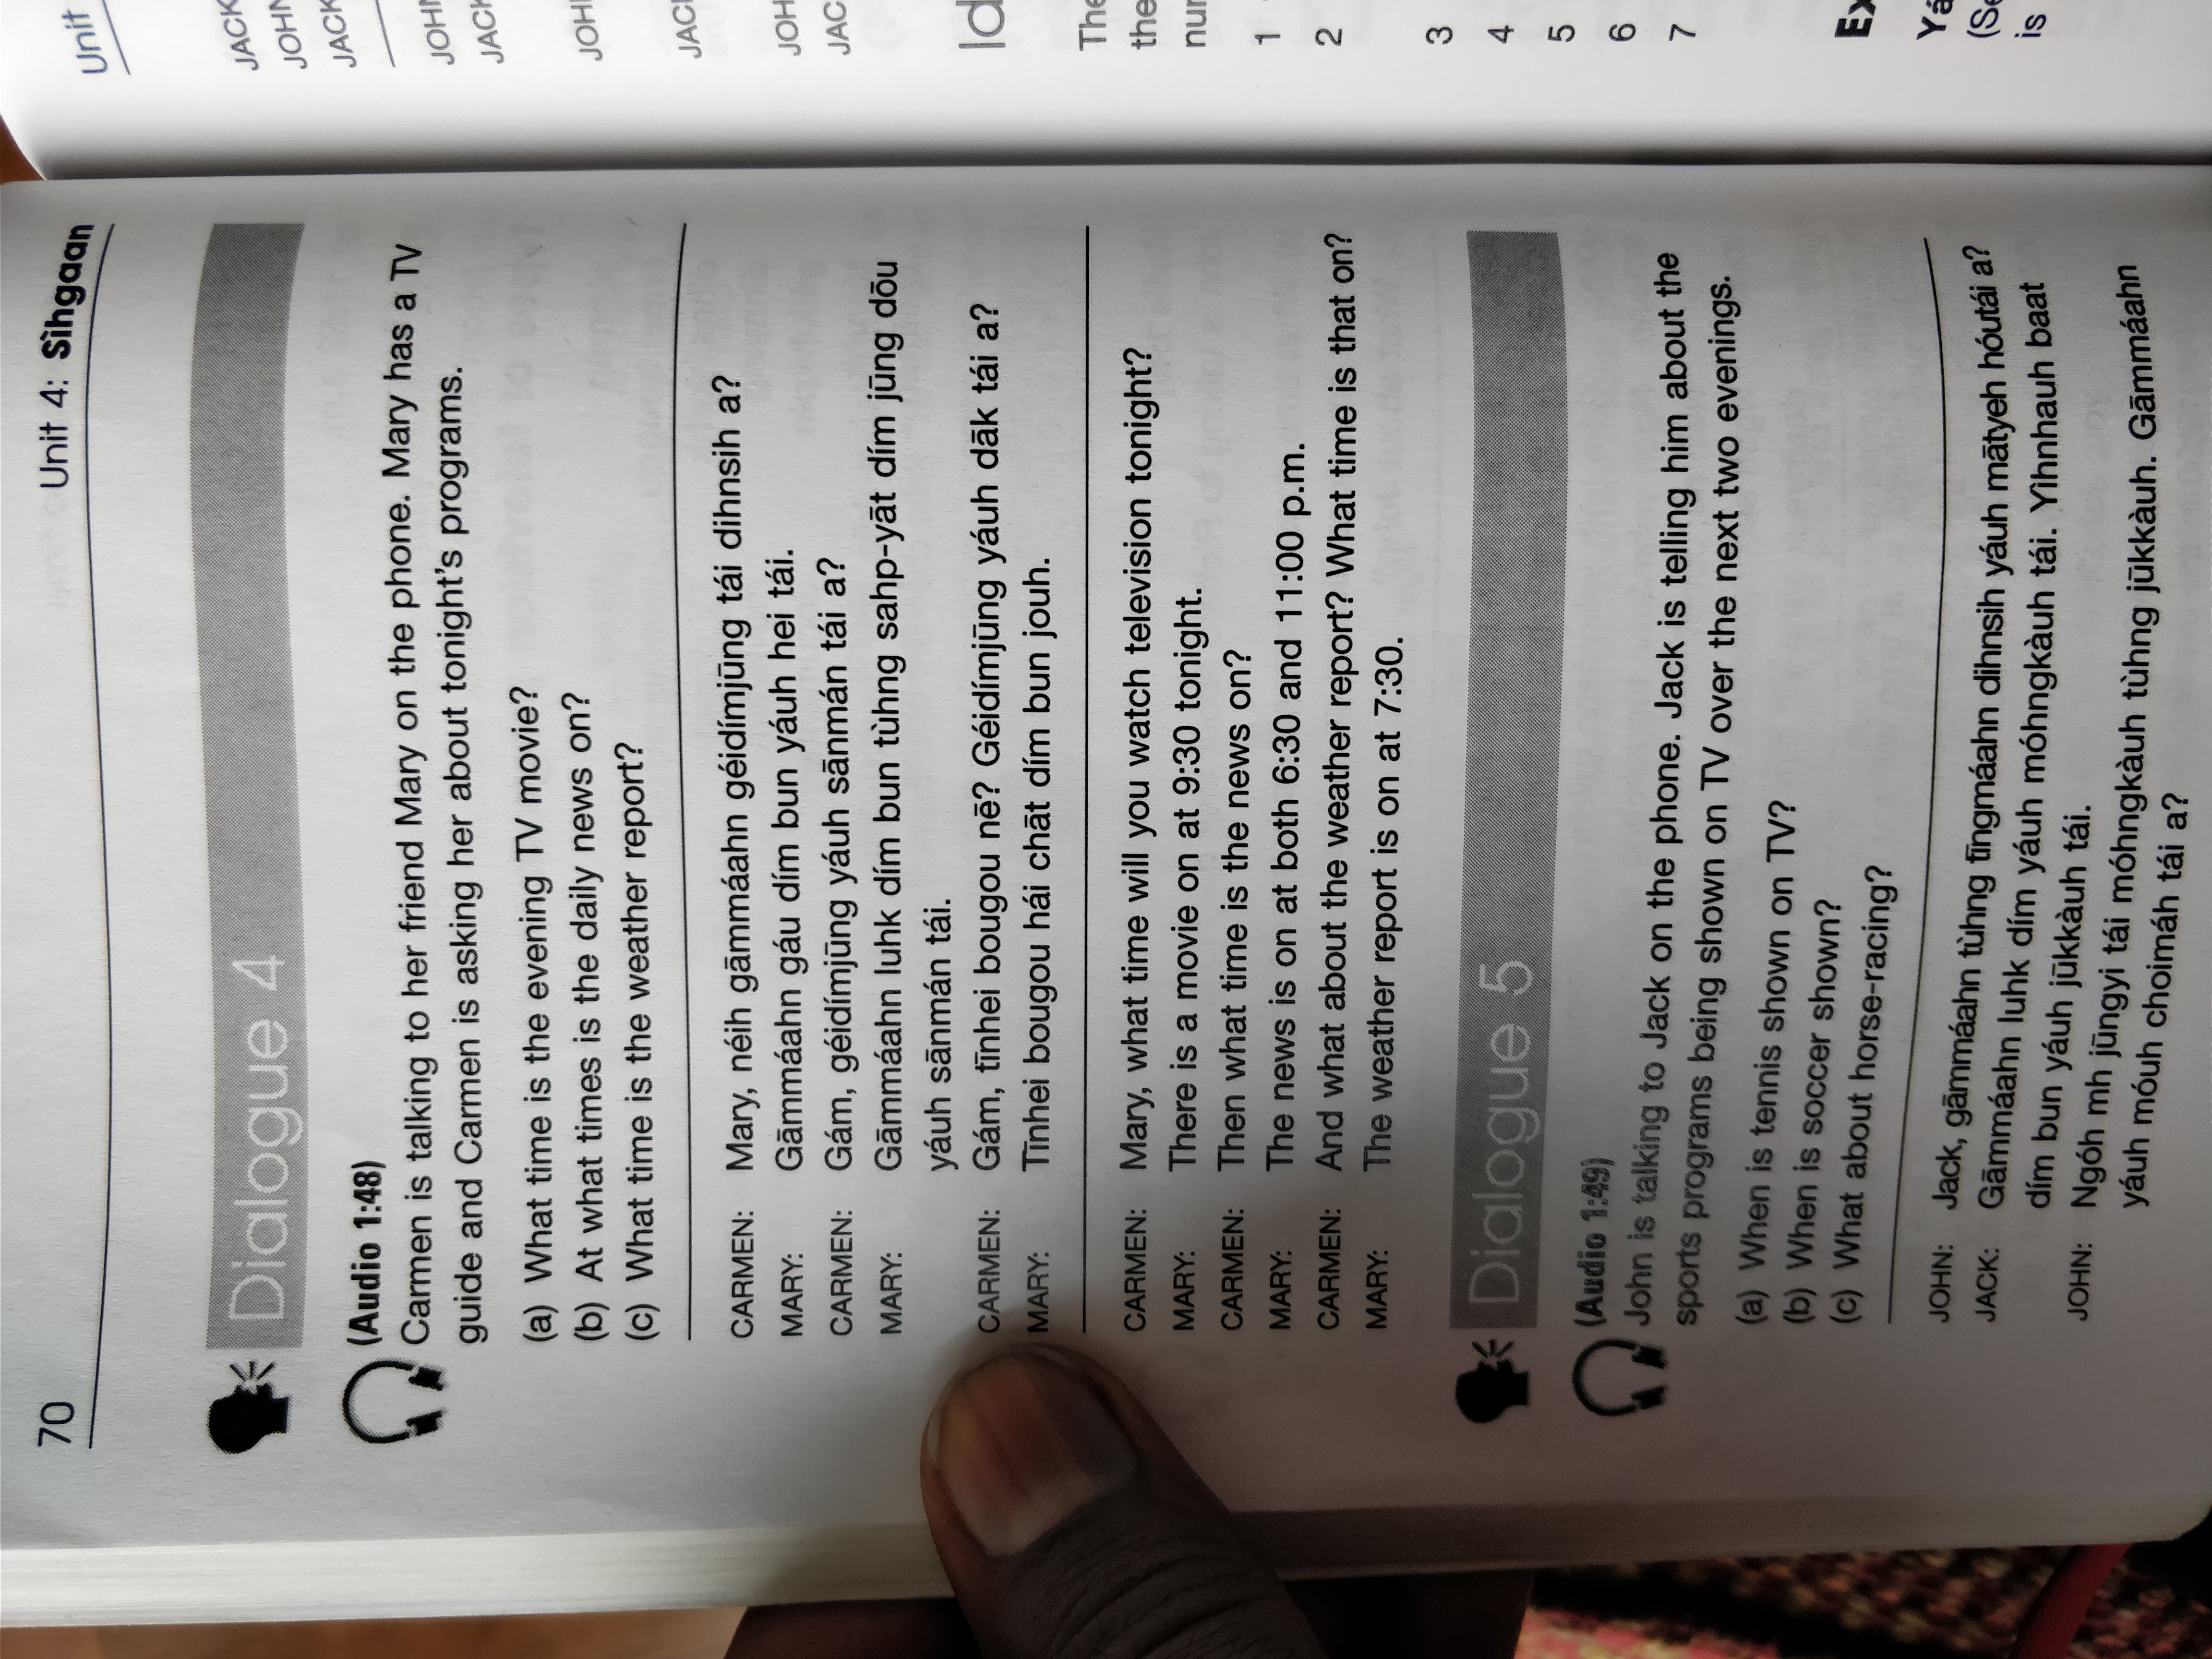 70
Unit 4: Sìhgaan
Dialogue 4
(Audio 1:48)
Carmen is talking to her friend Mary on the phone. Mary has a TV
guide and Carmen is asking her about tonight's programs.
(a) What time is the evening TV movie?
(b) At what times is the daily news on?
(c) What time is the weather report?
CARMEN: Mary, néih gāmmáahn géidímjūng tái dihnsih a?
MARY: Gāmmáahn gáu dím bun yáuh hei tái.
CARMEN: Gám, géidímjūng yáuh sānmán tái a?
MARY: Gāmmáahn luhk dím bun tùhng sahp-yāt dím jūng dōu
yáuh sānmán tái.
CARMEN: Gám, tīnhei bougou nē? Géidímjūng yáuh dāk tái a?
MARY: Tīnhei bougou hái chāt dím bun jouh.
CARMEN: Mary, what time will you watch television tonight?
MARY: There is a movie on at 9:30 tonight.
CARMEN: Then what time is the news on?
MARY: The news is on at both 6:30 and 11:00 p.m.
CARMEN: And what about the weather report? What time is that on?
MARY: The weather report is on at 7:30.
Dialogue 5
(Audio 1:49)
John is talking to Jack on the phone. Jack is telling him about the
sports programs being shown on TV over the next two evenings.
(a) When is tennis shown on TV?
(b) When is soccer shown?
(c) What about horse-racing?
JOHN: Jack, gāmmáahn tùhng tīngmáahn dihnsih yáuh mātyeh hóutái a?
JACK: Gāmmáahn luhk dím yáuh móhngkàuh tái. Yìhnhauh baat
dím bun yáuh jūkkàuh tái.
JOHN: Ngóh mh jūngyi tái móhngkàuh tùhng jūkkàuh. Gāmmáahn
yáuh móuh choimáh tái a?
Unit
JACK
JOHN
JACK
JOHN
JACK
JOHN
JACK
JOHN
JACK
Id
The
the
nur
1
2
3
4
5
6
7
Ex
Yá
(Se
is